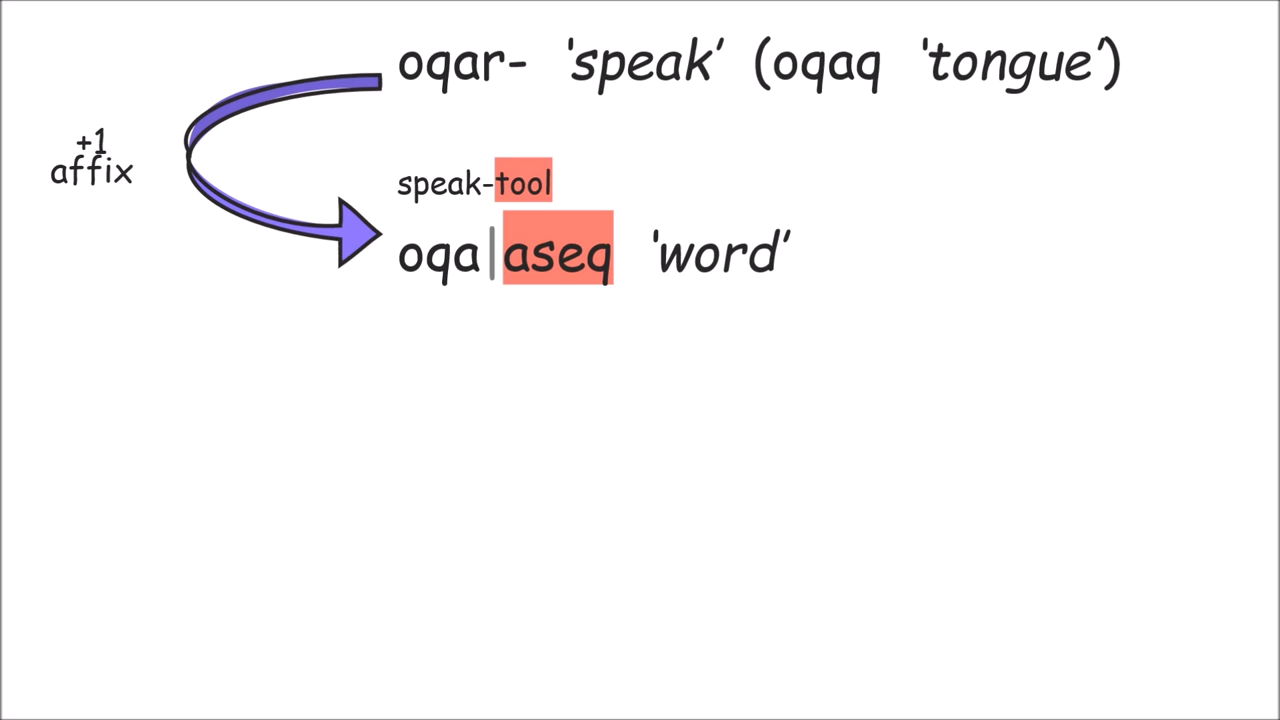 oqar- 'speak' (oqaq 'tongue')
+1
affix
speak-tool
oqa|aseq 'word'